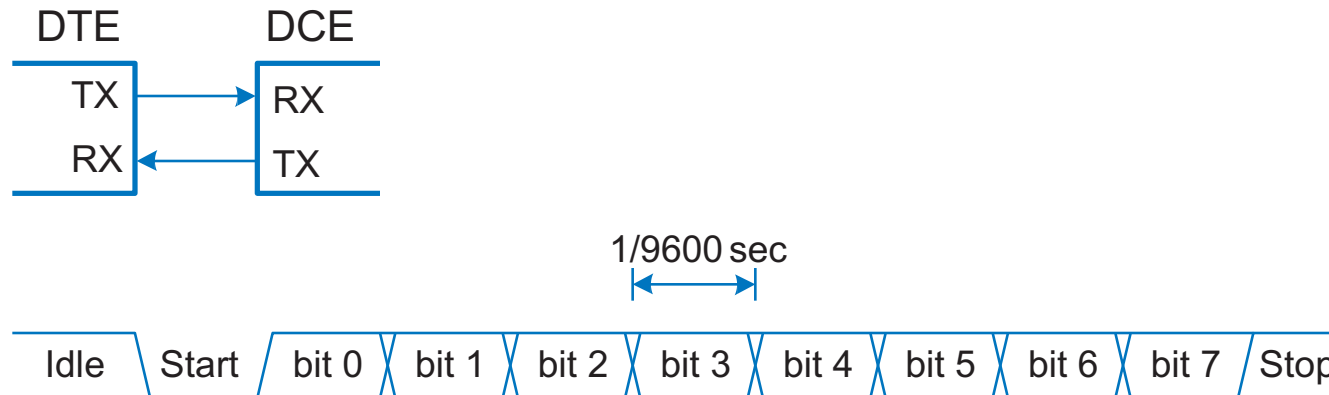 DTE DCE
TX RX
RX TX
1/9600 sec
Idle Start bit 0 bit 1 bit 2 bit 3 bit 4 bit 5 bit 6 bit 7 Stop